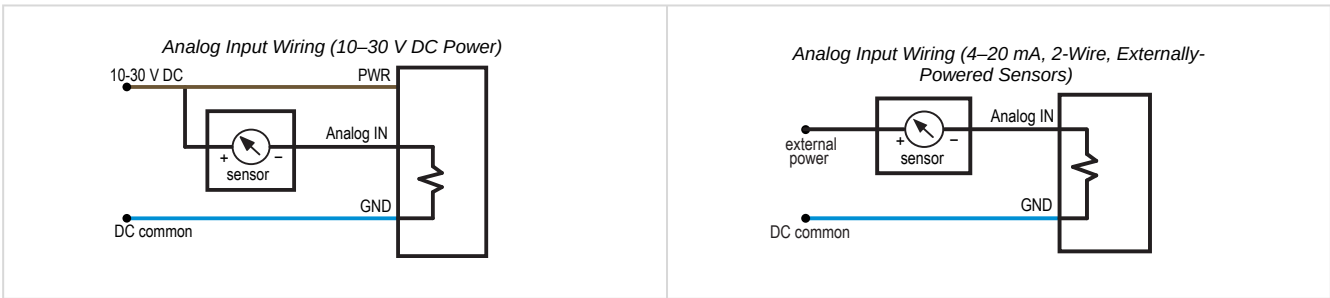 Analog Input Wiring (10–30 V DC Power)
10-30 V DC
PWR
Analog IN
+
–
sensor
GND
DC common
Analog Input Wiring (4–20 mA, 2-Wire, Externally-
Powered Sensors)
Analog IN
external
power
+
–
sensor
GND
DC common